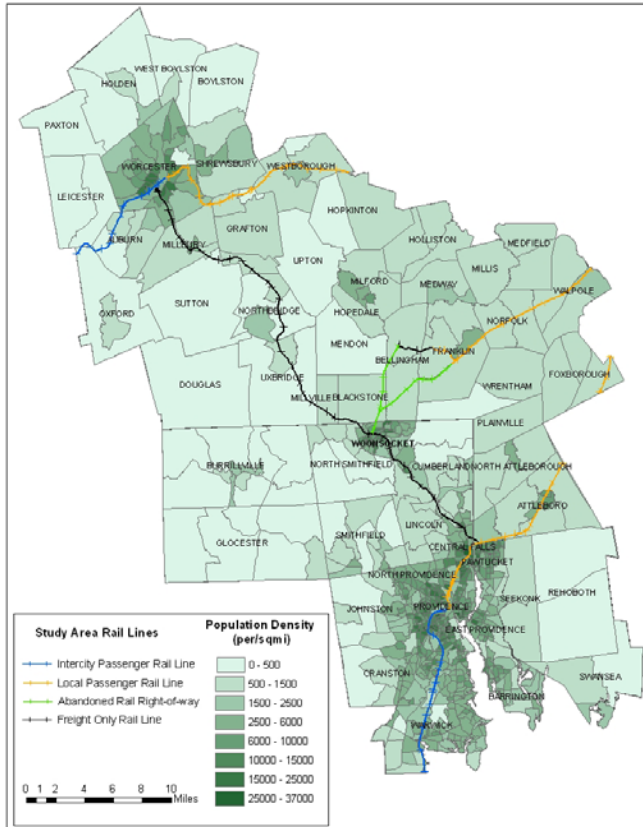 WEST BOYLSTON
BOYLSTON
HOLDEN
PAXTON
WORCESTER
SHREWSBURY
WESTBOROUGH
LEICESTER
HOPKINTON
AUBURN
GRAFTON
HOLLISTON
MEDFIELD
MILLBURY
UPTON
MILLIS
MILFORD
MEDWAY
WALPOLE
OXFORD
SUTTON
NORTHBRIDGE
HOPEDALE
NORFOLK
MENDON
FRANKLIN
BELLINGHAM
UXBRIDGE
FOXBOROUGH
DOUGLAS
MILLVILLE
BLACKSTONE
WRENTHAM
PLAINVILLE
WOONSOCKET
BURRILLVILLE
NORTH SMITHFIELD
CUMBERLAND
NORTH ATTLEBOROUGH
ATTLEBORO
LINCOLN
GLOCESTER
SMITHFIELD
CENTRAL FALLS
PAWTUCKET
NORTH PROVIDENCE
REHOBOTH
SEEKONK
JOHNSTON
PROVIDENCE
EAST PROVIDENCE
CRANSTON
SWANSEA
BARRINGTON
WARWICK
Study Area Rail Lines
Intercity Passenger Rail Line
Local Passenger Rail Line
Abandoned Rail Right-of-way
Freight Only Rail Line
0 1 2 4 6 8 10
Miles
Population Density
(per/sqmi)
0 - 500
500 - 1500
1500 - 2500
2500 - 6000
6000 - 10000
10000 - 15000
15000 - 25000
25000 - 37000